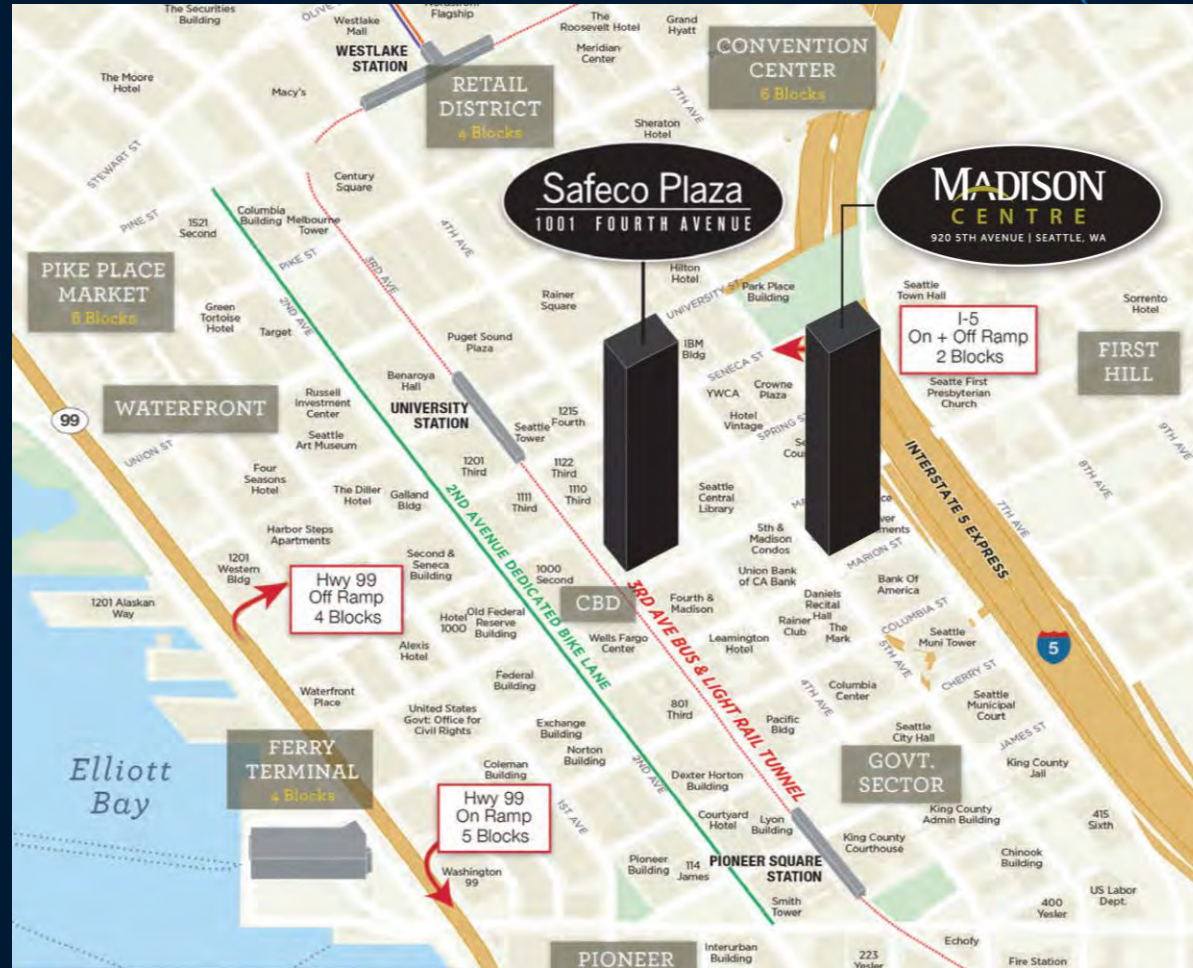 The Securities
Building
OLIVE
Westlake
Mall
Flagship
The
Roosevelt Hotel
Grand
Hyatt
WESTLAKE
STATION
Meridian
Center
CONVENTION
CENTER
6 Blocks
The Moore
Hotel
Macy's
RETAIL
DISTRICT
4 Blocks
7TH AVE
Sheraton
Hotel
STEWART ST
Century
Square
Safeco Plaza
1001 FOURTH AVENUE
MADISON
CENTRE
920 5TH AVENUE | SEATTLE, WA
PINE ST
1521
Second
Columbia
Building
Melbourne
Tower
4TH AVE
PIKE ST
3RD AVE
PIKE PLACE
MARKET
6 Blocks
2ND AVE
Hilton
Hotel
UNIVERSITY ST
Park Place
Building
Seattle
Town Hall
Sorrento
Hotel
Green
Tortoise
Hotel
Target
Rainer
Square
I-5
On + Off Ramp
2 Blocks
Puget Sound
Plaza
IBM
Bldg
SENECA ST
FIRST
HILL
Benaroya
Hall
YWCA
Crowne
Plaza
Seatte First
Presbyterian
Church
WATERFRONT
Russell
Investment
Center
UNIVERSITY
STATION
99
Seattle
Tower
1215
Fourth
Hotel
Vintage
SPRING ST
Seattle
Art Museum
9TH AVE
UNION ST
Four
Seasons
Hotel
1201
Third
1122
Third
INTERSTATE 5 EXPRESS
8TH AVE
The Diller
Hotel
Galland
Bldg
1111
Third
1110
Third
Seattle
Central
Library
7TH AVE
Harbor Steps
Apartments
2ND AVENUE DEDICATED BIKE LANE
5th &
Madison
Condos
MARION ST
1201
Western
Bldg
Second &
Seneca
Building
1000
Second
Union Bank
of CA Bank
Bank Of
America
Hwy 99
Off Ramp
4 Blocks
CBD
3RD AVE BUS & LIGHT RAIL TUNNEL
Fourth &
Madison
Daniels
Recital
Hall
COLUMBIA ST
1201 Alaskan
Way
Hotel
1000
Old Federal
Reserve
Building
Rainer
Club
The
Mark
Seattle
Muni Tower
5
Alexis
Hotel
Wells Fargo
Center
Leamington
Hotel
5TH AVE
CHERRY ST
Federal
Building
4TH AVE
Columbia
Center
Seattle
Municipal
Court
Waterfront
Place
United States
Govt: Office for
Civil Rights
801
Third
Pacific
Bldg
Seattle
City Hall
JAMES ST
Exchange
Building
Elliott
Bay
FERRY
TERMINAL
4 Blocks
Norton
Building
GOVT.
SECTOR
King County
Jail
Coleman
Building
2ND AVE
Dexter Horton
Building
Hwy 99
On Ramp
5 Blocks
1ST AVE
Courtyard
Hotel
Lyon
Building
King County
Admin Building
415
Sixth
King County
Courthouse
Chinook
Building
Washington
99
Pioneer
Building
114
James
PIONEER SQUARE
STATION
US Labor
Dept.
Smith
Tower
400
Yesler
PIONEER
Interurban
Building
223
Yesler
Echofy
Fire Station